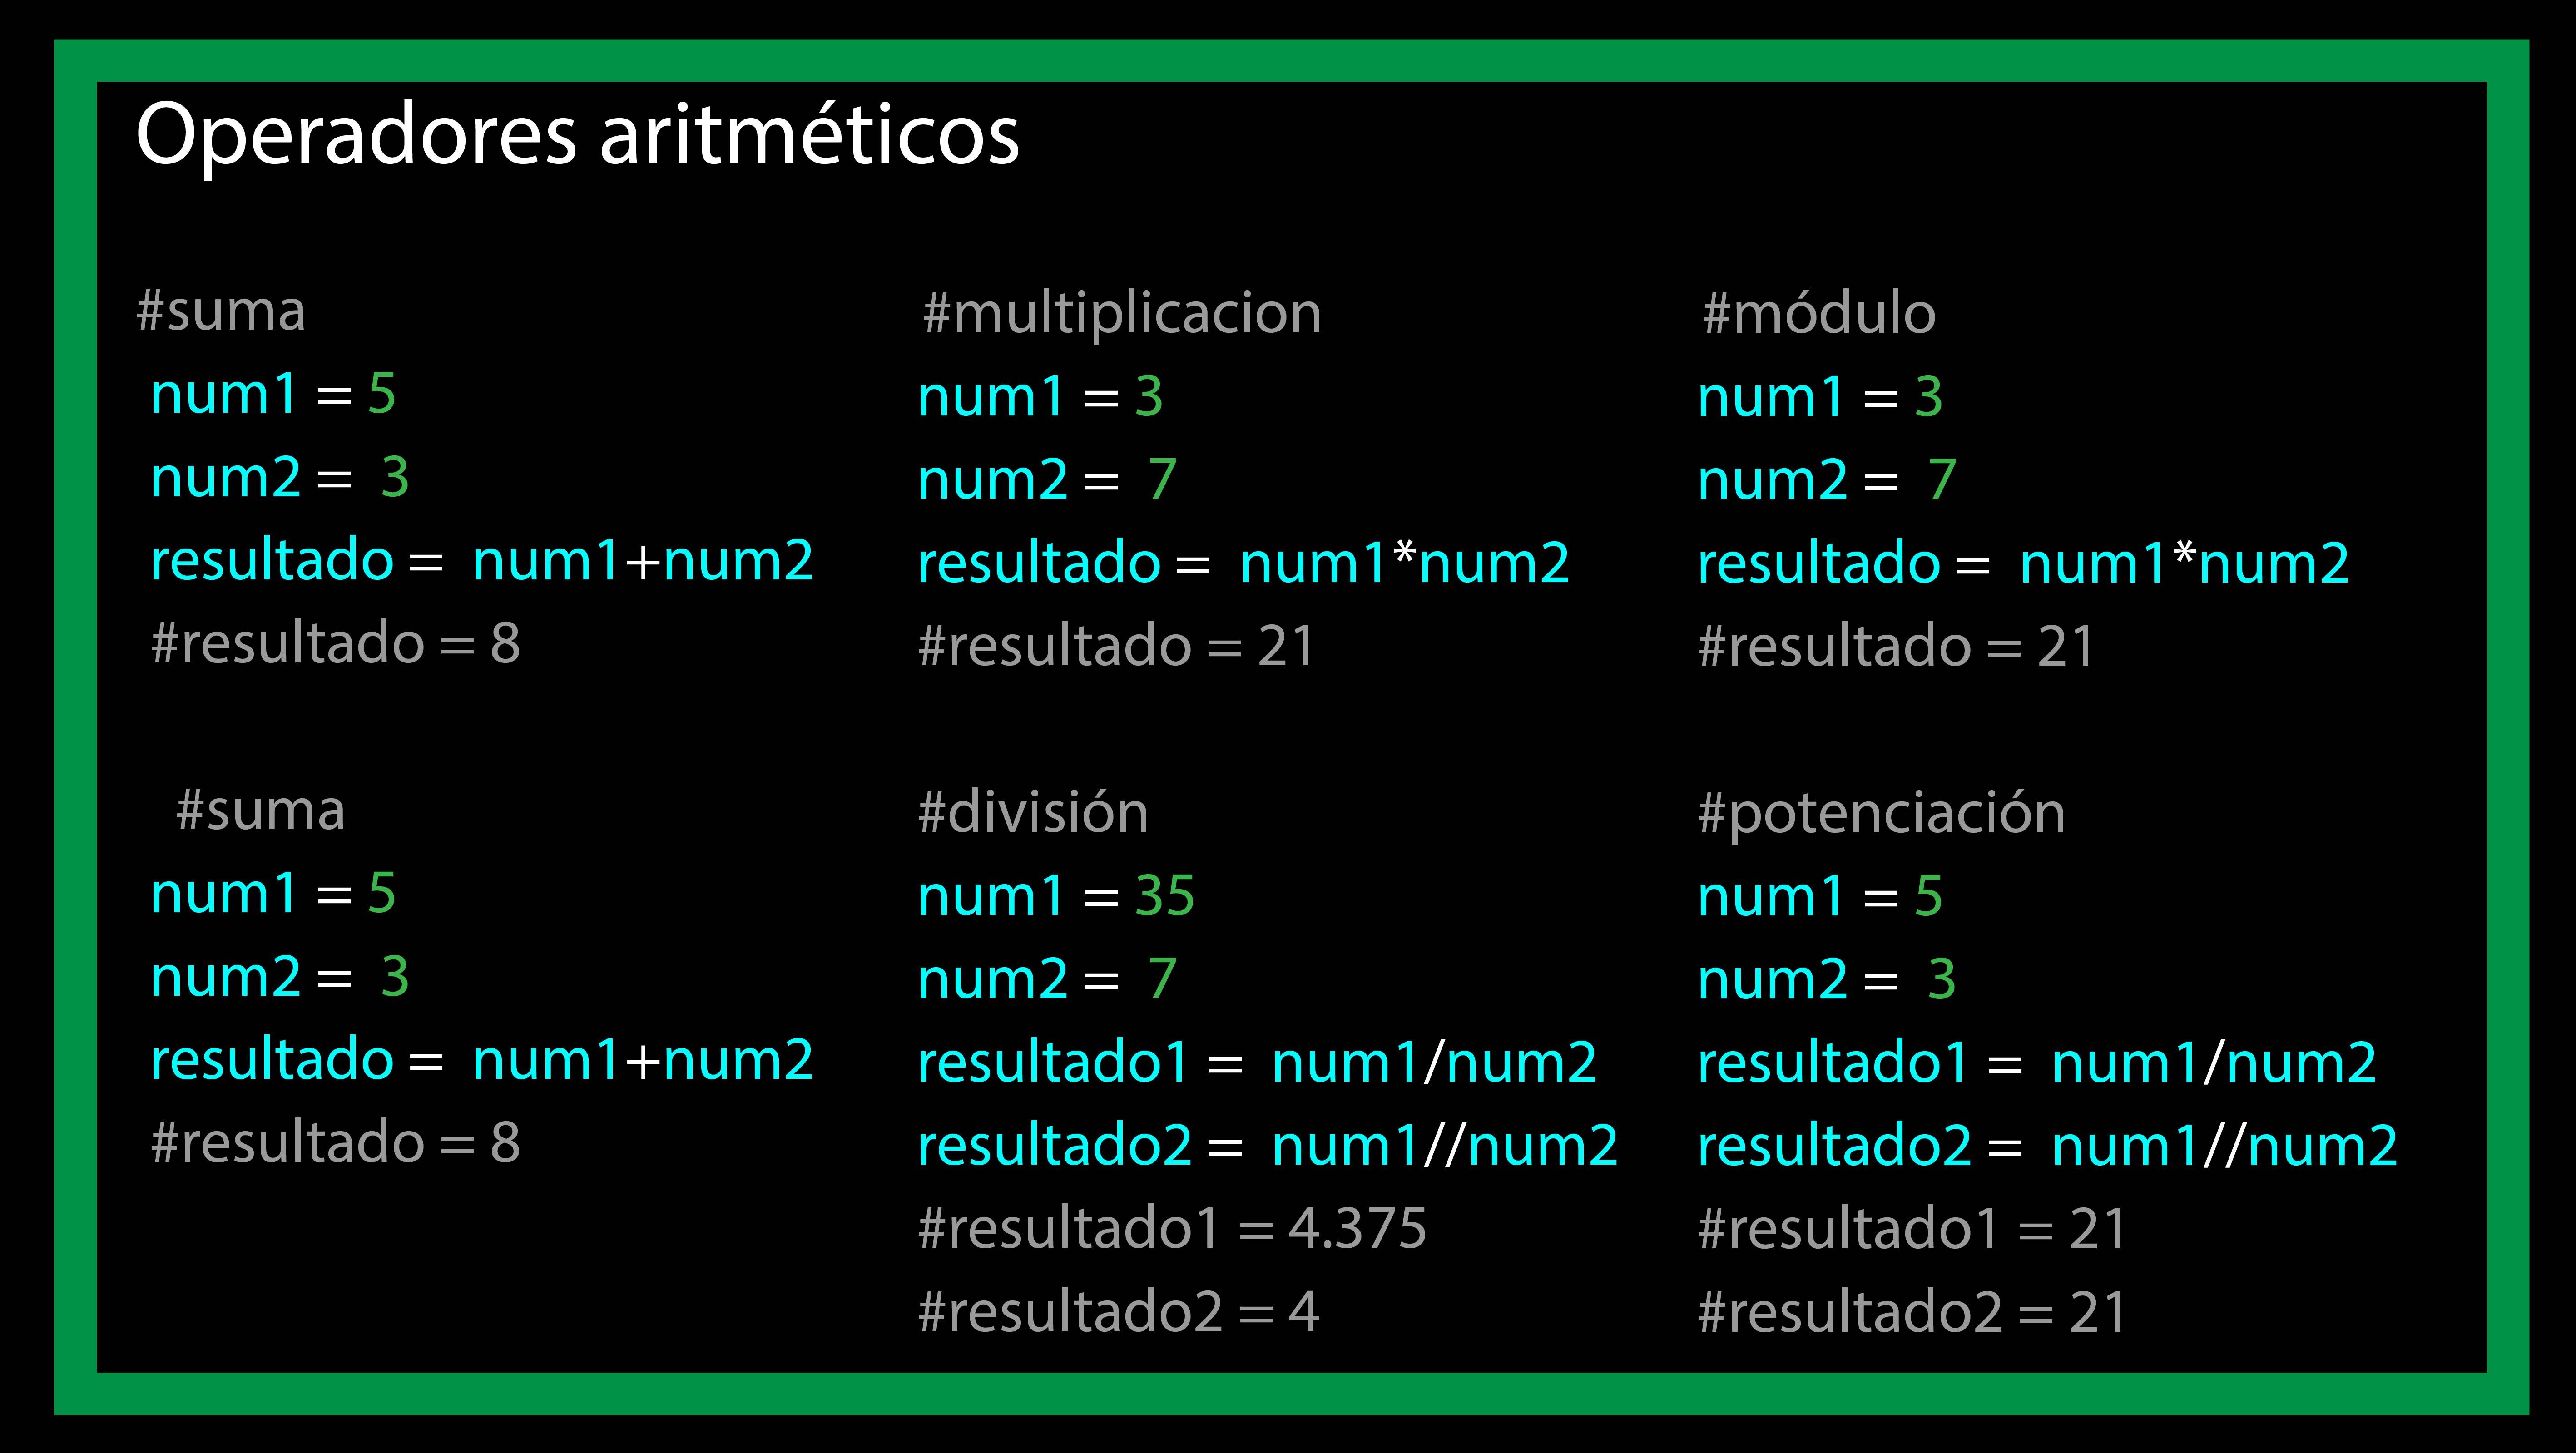 Operadores aritméticos
#suma
num1 = 5
num2 =  3
resultado =  num1+num2
#resultado = 8
#suma
num1 = 5
num2 =  3
resultado =  num1+num2
#resultado = 8
#multiplicacion
num1 = 3
num2 =  7
resultado =  num1*num2
#resultado = 21
#división
num1 = 35
num2 =  7
resultado1 =  num1/num2
resultado2 =  num1//num2
#resultado1 = 4.375
#resultado2 = 4
#módulo
num1 = 3
num2 =  7
resultado =  num1*num2
#resultado = 21
#potenciación
num1 = 5
num2 =  3
resultado1 =  num1/num2
resultado2 =  num1//num2
#resultado1 = 21
#resultado2 = 21